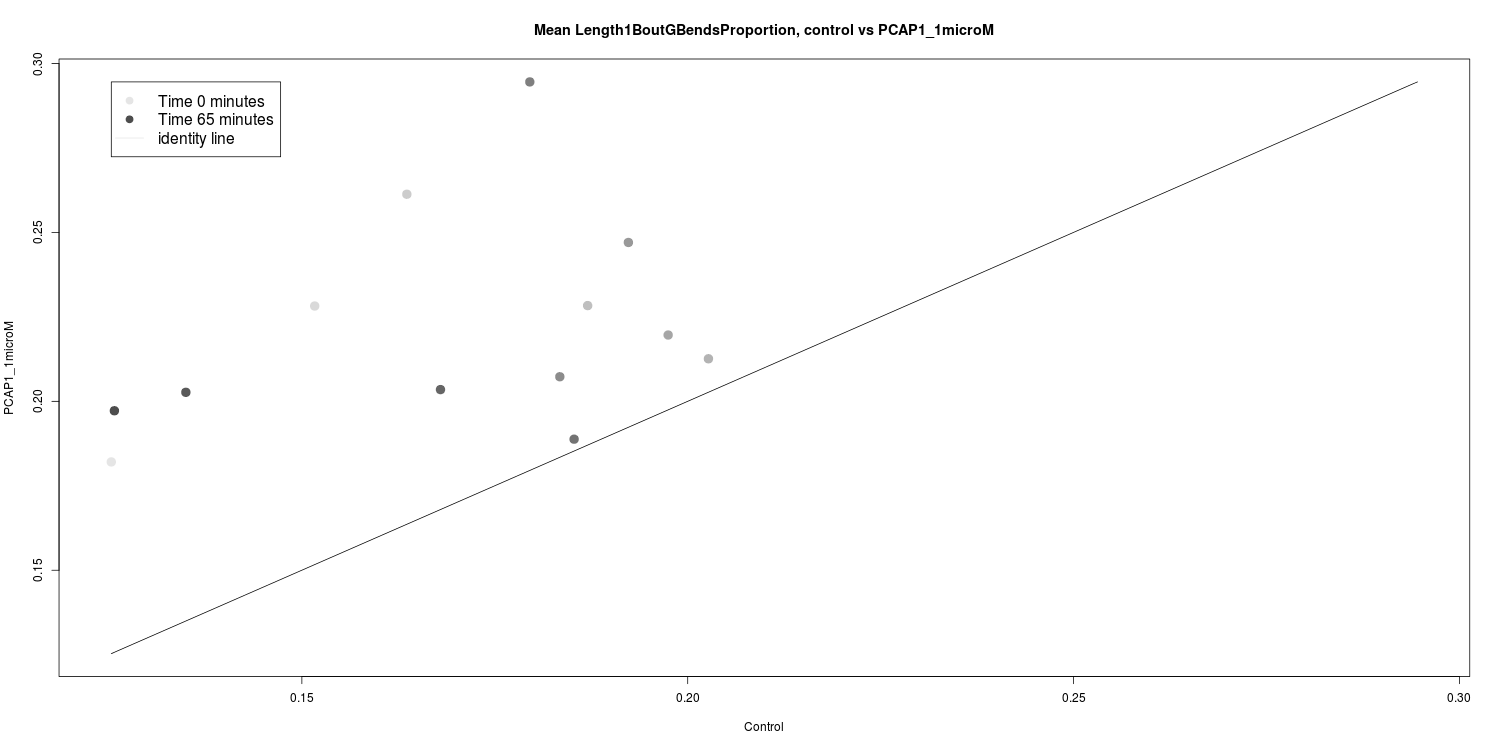 Mean Length1BoutGBendsProportion, control vs PCAP1_1microM
Time 0 minutes
Time 65 minutes
identity line
PCAP1_1microM
0.30
0.25
0.20
0.15
0.15
0.20
0.25
0.30
Control